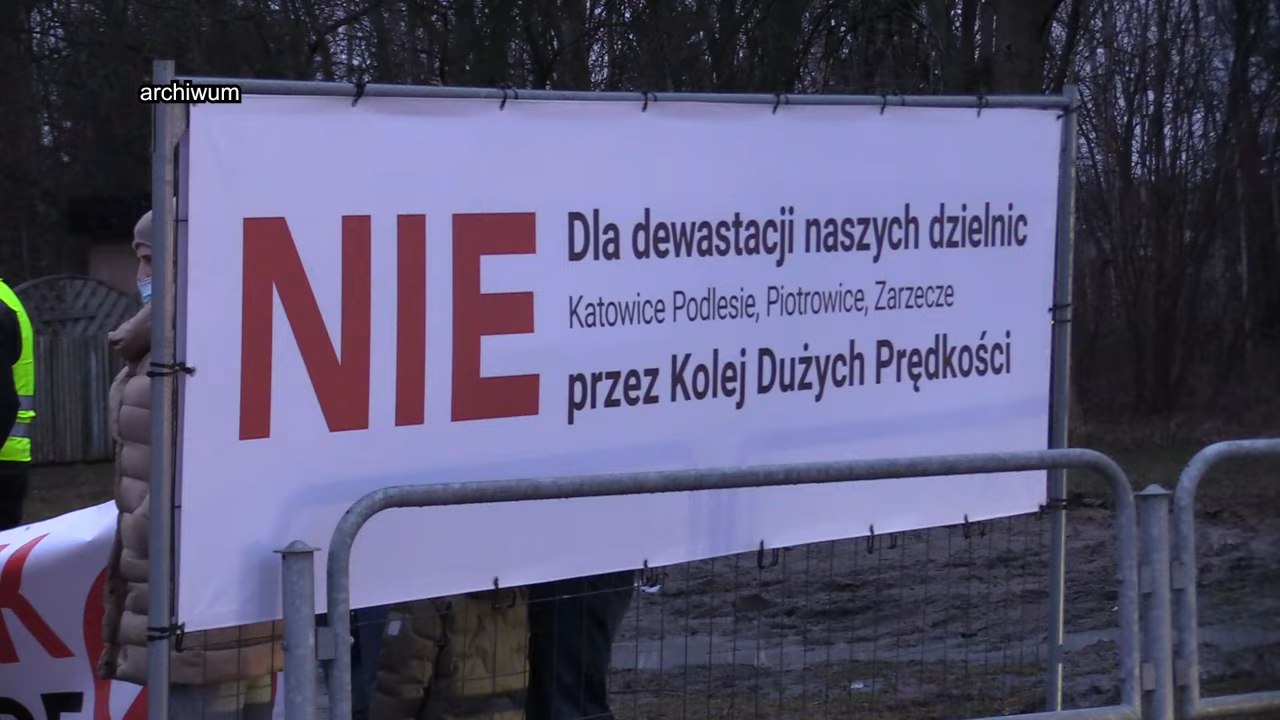 archiwum
NIE
Dla dewastacji naszych dzielnic
Katowice Podlesie, Piotrowice, Zarzecze
przez Kolej Dużych Prędkości